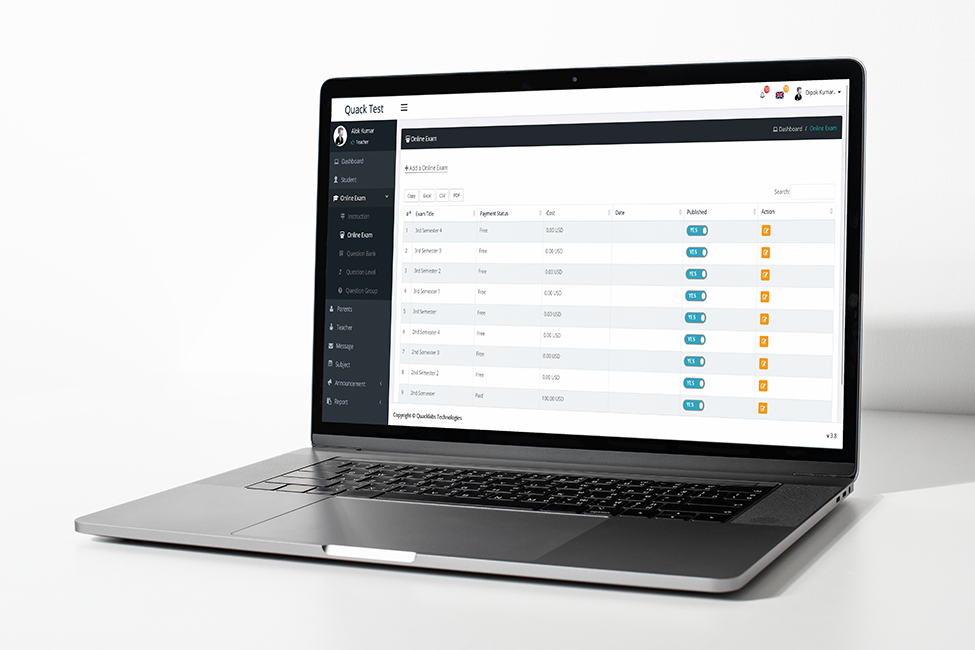 Quack Test
Dipok Kumar..
Alok Kumar
Teacher
Online Exam
Dashboard / Online Exam
Dashboard
Student
Online Exam
Instruction
Online Exam
Question Bank
Question Level
Question Group
Parents
Teacher
Message
Subject
Announcement
Report
Add a Online Exam
Copy Excel CSV PDF
Search:
# Exam Title Payment Status Cost Date Published Action
1 3rd Semester 4 Free 0.00 USD YES
2 3rd Semester 3 Free 0.00 USD YES
3 3rd Semester 2 Free 0.00 USD YES
4 3rd Semester 1 Free 0.00 USD YES
5 3rd Semester Free 0.00 USD YES
6 2nd Semester 4 Free 0.00 USD YES
7 2nd Semester 3 Free 0.00 USD YES
8 2nd Semester 2 Free 0.00 USD YES
9 2nd Semester Paid 100.00 USD YES
Copyright © Quacklabs Technologies
v 3.8